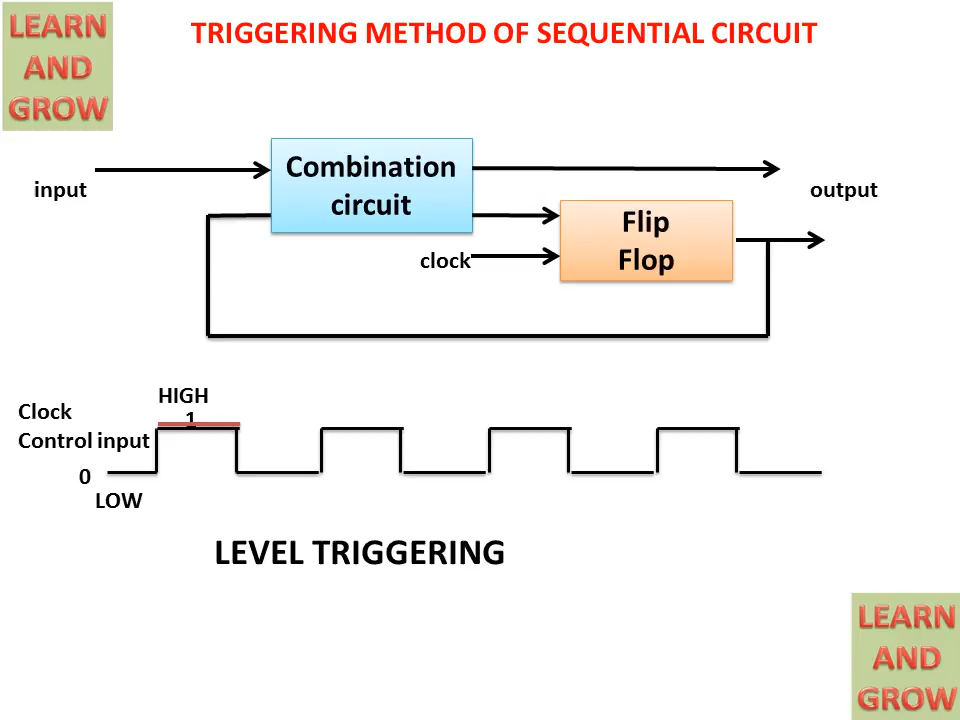 LEARN
AND
GROW
TRIGGERING METHOD OF SEQUENTIAL CIRCUIT
Combination
circuit
input
output
Flip
Flop
clock
HIGH
1
Clock
Control input
0
LOW
LEVEL TRIGGERING
LEARN
AND
GROW